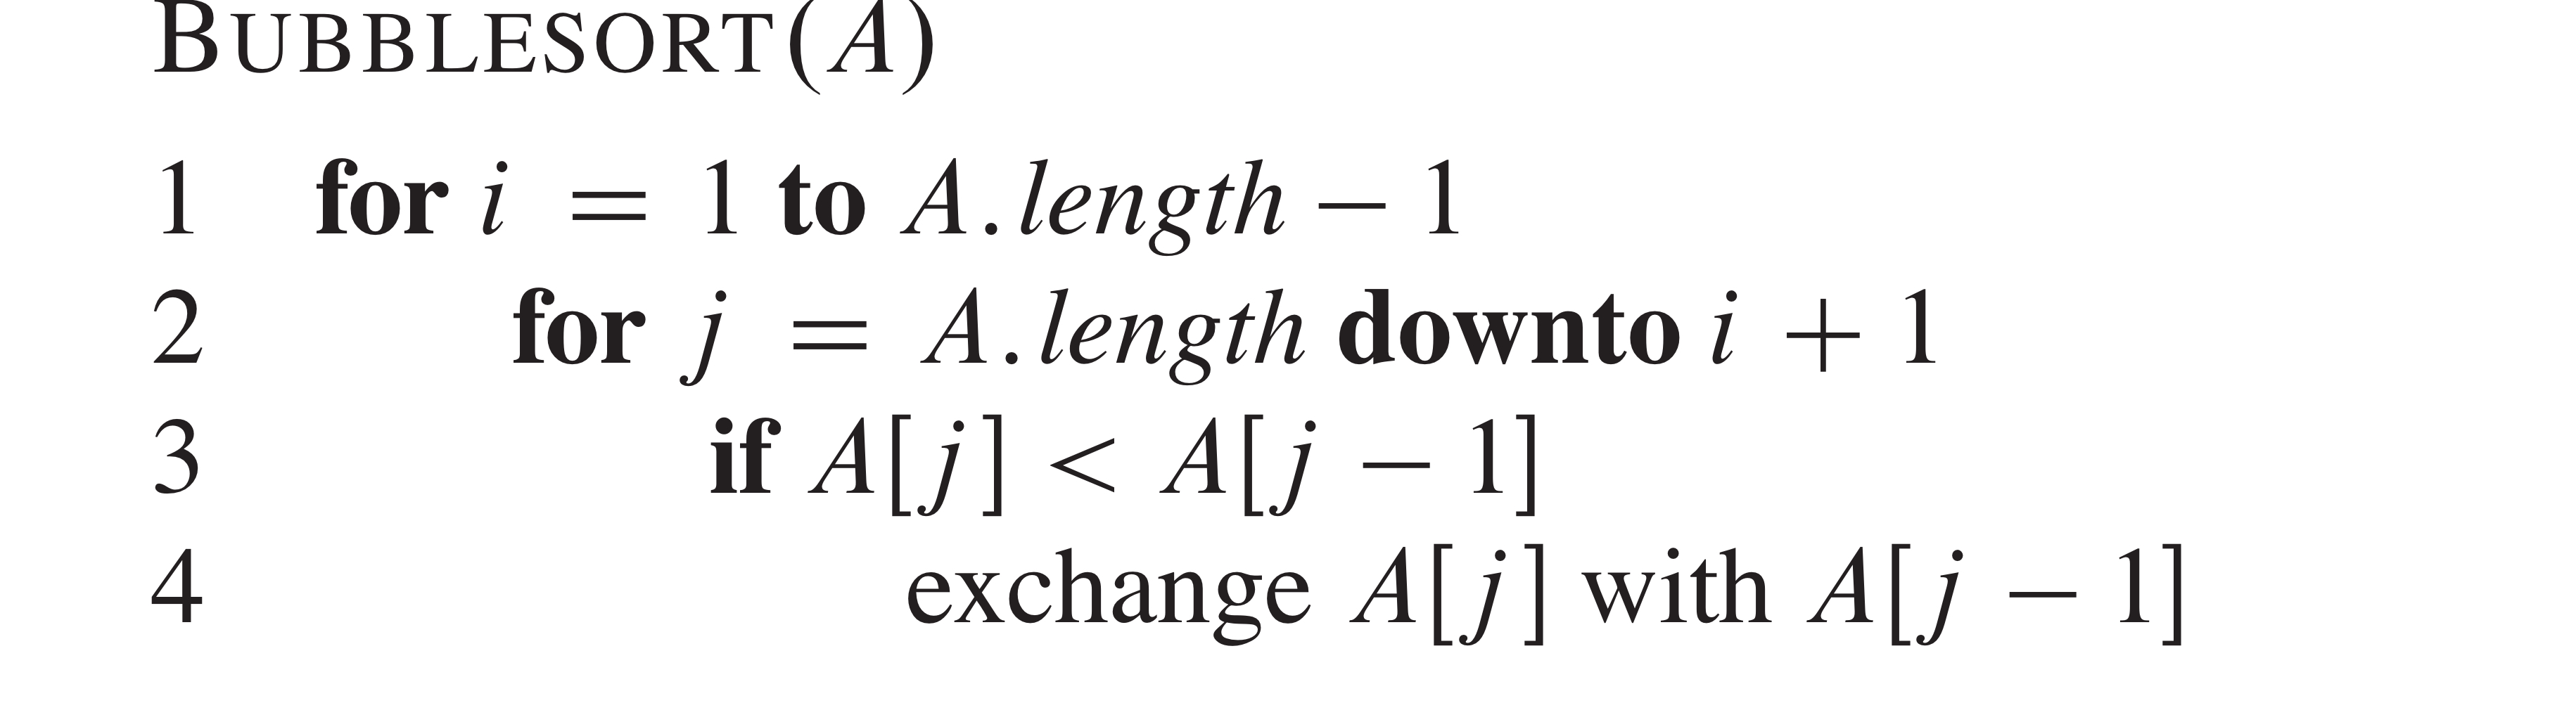 BUBBLESORT(A)
1 for i = 1 to A.length − 1
2 for j = A.length downto i + 1
3 if A[j] < A[j − 1]
4 exchange A[j] with A[j − 1]